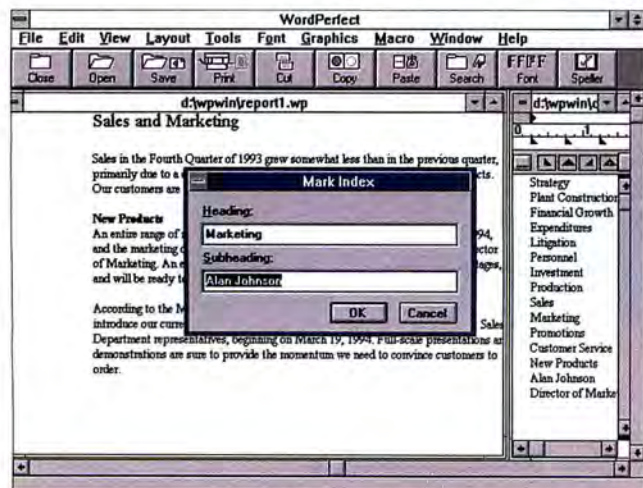 WordPerfect
File Edit View Layout Tools Font Graphics Macro Window Help
Close Open Save Print Cut Copy Paste Search Font Speller
d:\wpwin\report1.wp
Sales and Marketing
Sales in the Fourth Quarter of 1993 grew somewhat less than in the previous quarter,
primarily due to a
Our customers are
New Products
An entire range of
and the marketing
of Marketing. An
and will be ready t
According to the M
introduce our curre Sales
Department representatives, beginning on March 19, 1994. Full-scale presentations an
demonstrations are sure to provide the momentum we need to convince customers to
order.
Mark Index
Heading:
Marketing
Subheading:
Alan Johnson
OK Cancel
d:\wpwin\
0 1
Strategy
Plant Construction
Financial Growth
Expenditures
Litigation
Personnel
Investment
Production
Sales
Marketing
Promotions
Customer Service
New Products
Alan Johnson
Director of Marke